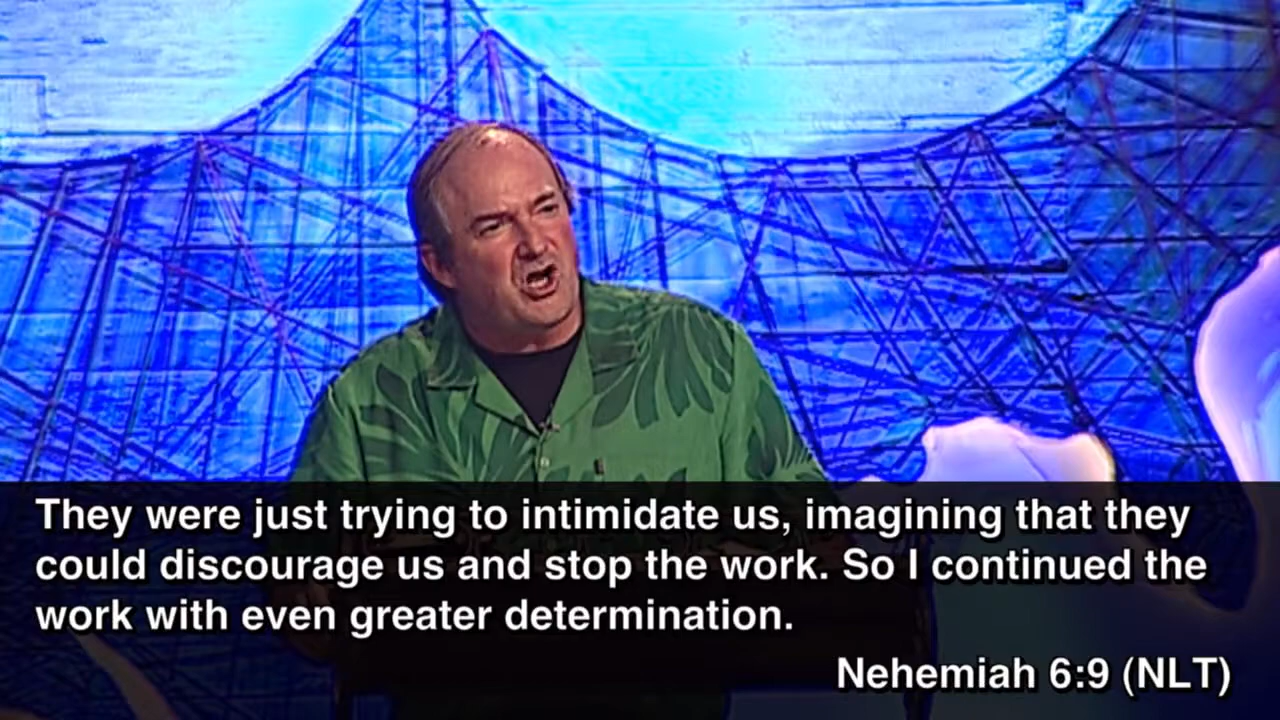 They were just trying to intimidate us, imagining that they
could discourage us and stop the work. So I continued the
work with even greater determination.
Nehemiah 6:9 (NLT)